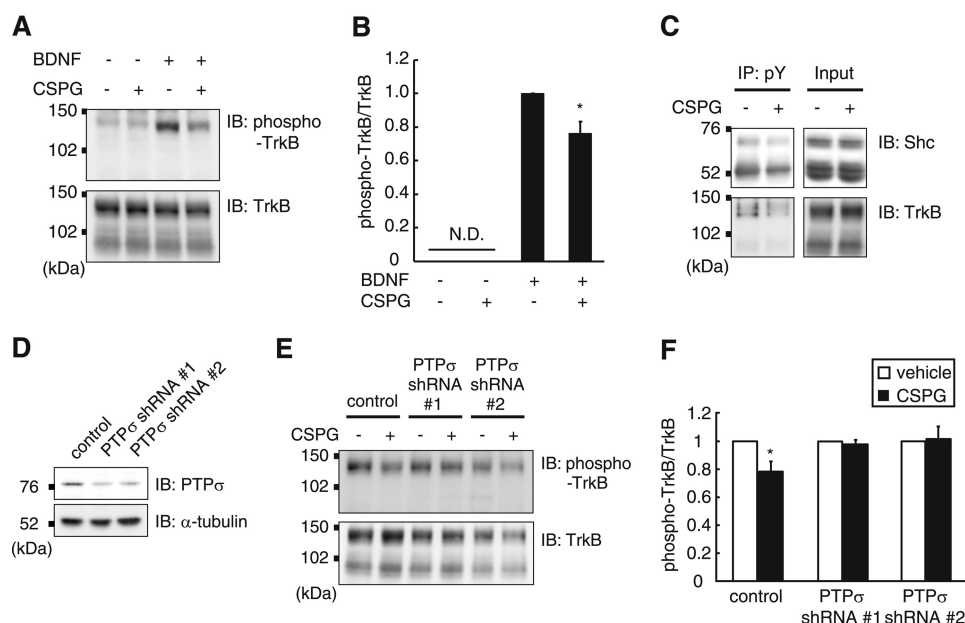 A
BDNF - - + +
CSPG - + - +
150
102
IB: phospho
-TrkB
150
102
IB: TrkB
(kDa)
B
phospho-TrkB/TrkB
1.2
1.0
0.8
0.6
0.4
0.2
0
N.D.
*
BDNF - - + +
CSPG - + - +
C
IP: pY Input
CSPG - + - +
76
52
IB: Shc
150
102
IB: TrkB
(kDa)
D
control
PTPσ shRNA #1
PTPσ shRNA #2
76
IB: PTPσ
52
IB: α-tubulin
(kDa)
E
control
PTPσ
shRNA
#1
PTPσ
shRNA
#2
CSPG - + - + - +
150
102
IB: phospho
-TrkB
150
102
IB: TrkB
(kDa)
F
vehicle
CSPG
phospho-TrkB/TrkB
1.2
1
0.8
0.6
0.4
0.2
0
*
control
PTPσ
shRNA #1
PTPσ
shRNA #2